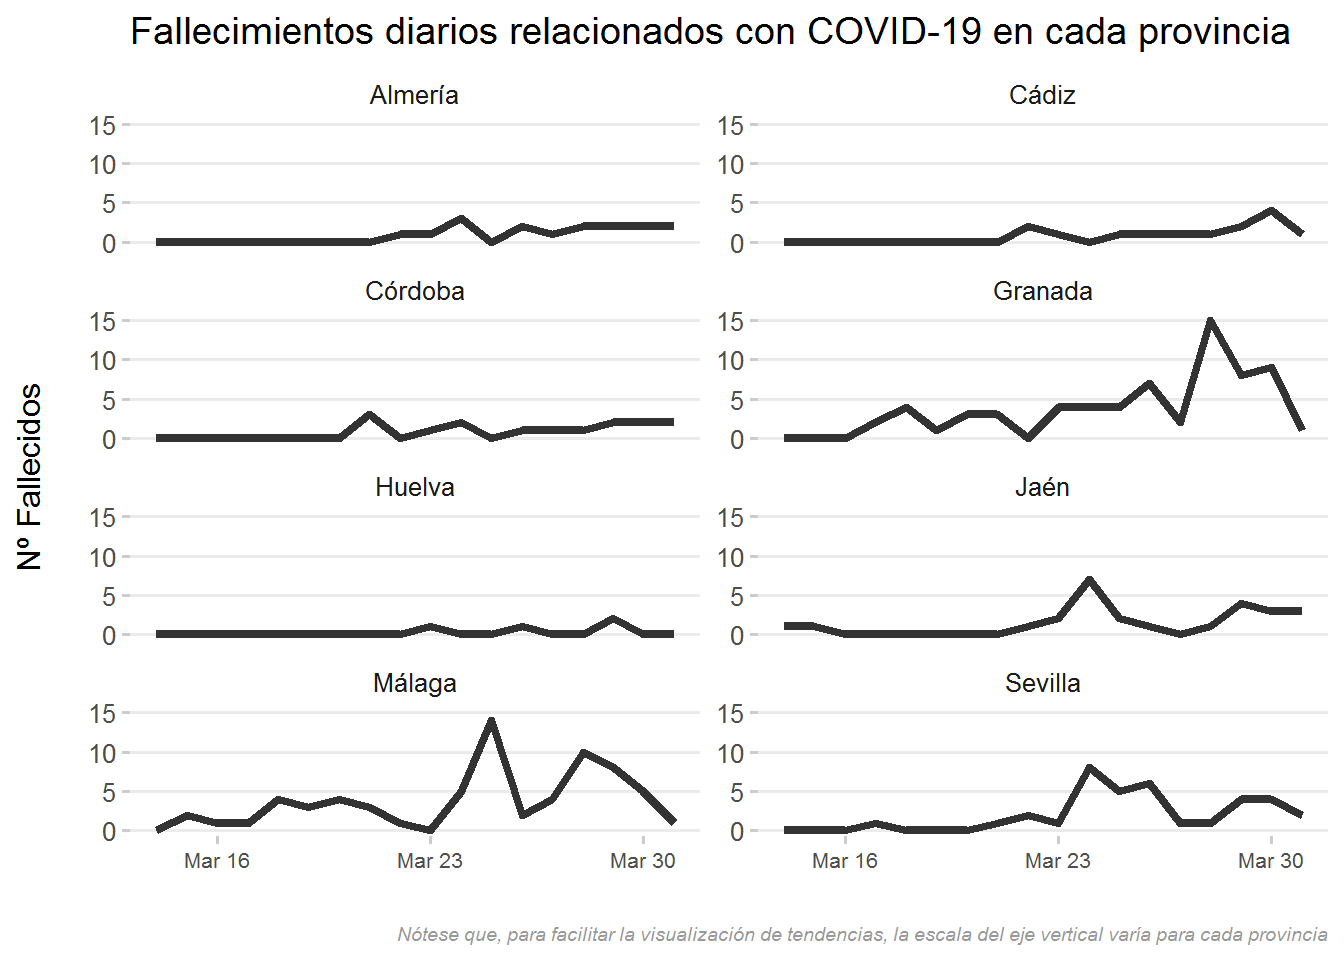 Fallecimientos diarios relacionados con COVID-19 en cada provincia
Nº Fallecidos
Almería
15
10
5
0
Cádiz
15
10
5
0
Córdoba
15
10
5
0
Granada
15
10
5
0
Huelva
15
10
5
0
Jaén
15
10
5
0
Málaga
15
10
5
0
Mar 16 Mar 23 Mar 30
Sevilla
15
10
5
0
Mar 16 Mar 23 Mar 30
Nótese que, para facilitar la visualización de tendencias, la escala del eje vertical varía para cada provincia